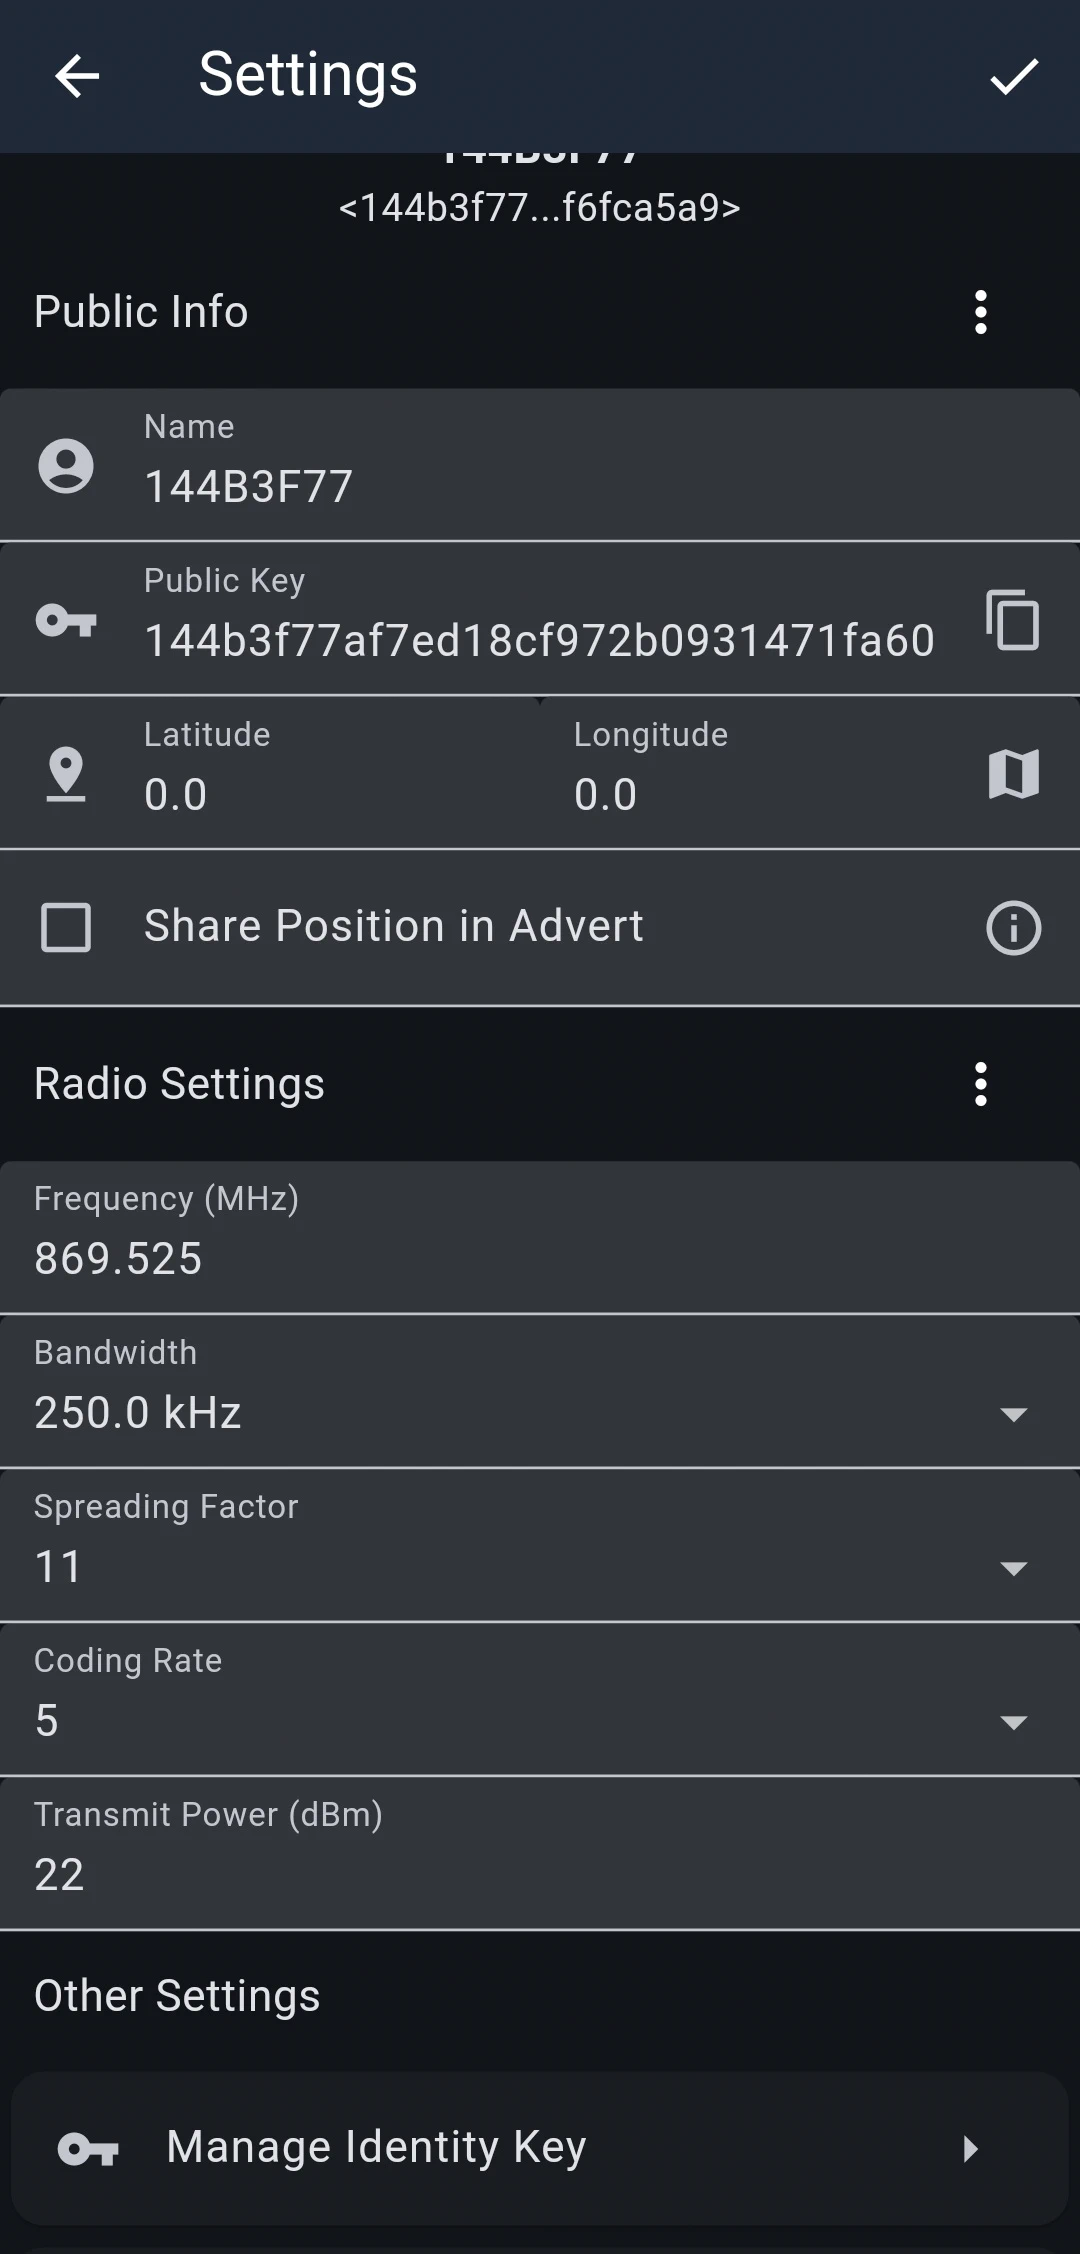 Settings
144B3F77
<144b3f77...f6fca5a9>
Public Info
Name
144B3F77
Public Key
144b3f77af7ed18cf972b0931471fa60
Latitude
0.0
Longitude
0.0
Share Position in Advert
Radio Settings
Frequency (MHz)
869.525
Bandwidth
250.0 kHz
Spreading Factor
11
Coding Rate
5
Transmit Power (dBm)
22
Other Settings
Manage Identity Key